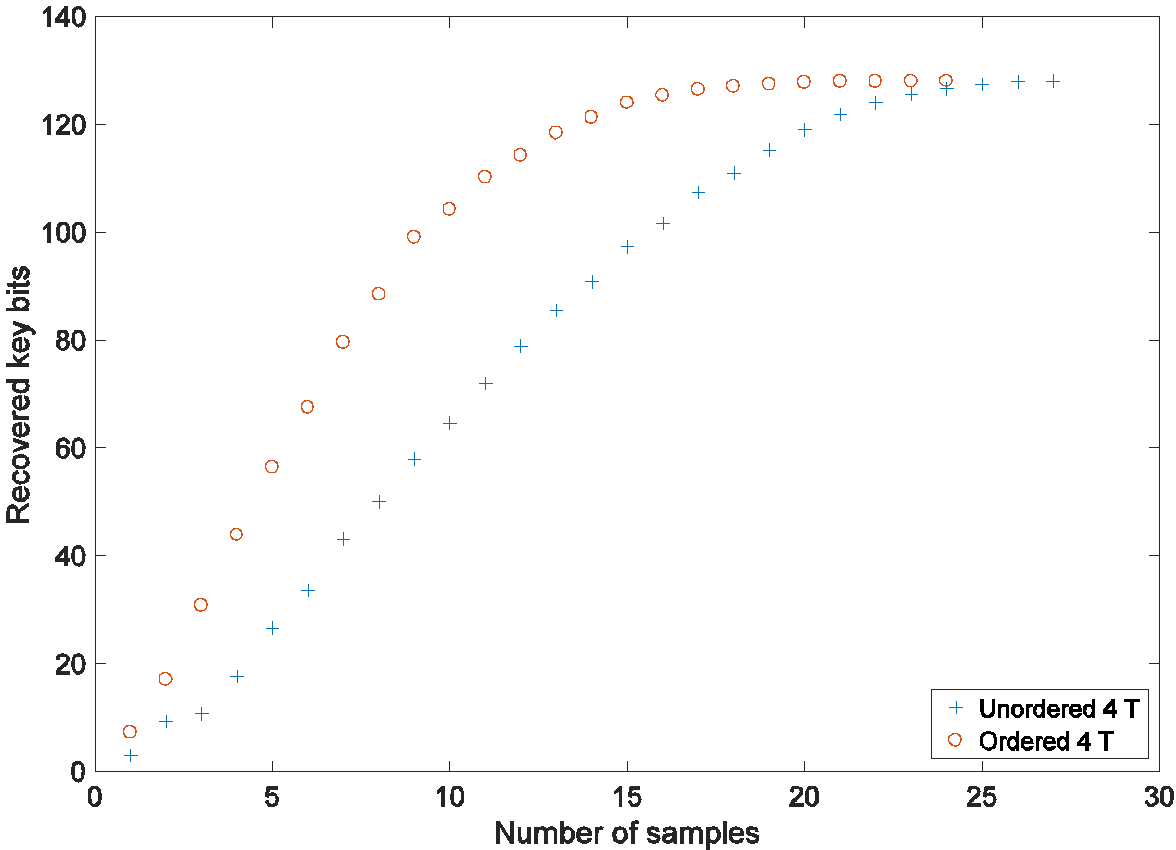 140
120
100
80
60
40
20
0
Recovered key bits
0 5 10 15 20 25 30
Number of samples
Unordered 4 T
Ordered 4 T